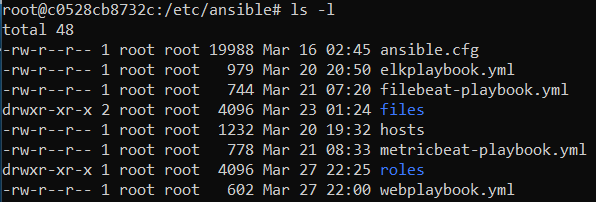 root@c0528cb8732c:/etc/ansible# ls -l
total 48
-rw-r--r-- 1 root root 19988 Mar 16 02:45 ansible.cfg
-rw-r--r-- 1 root root   979 Mar 20 20:50 elkplaybook.yml
-rw-r--r-- 1 root root   744 Mar 21 07:20 filebeat-playbook.yml
drwxr-xr-x 2 root root  4096 Mar 23 01:24 files
-rw-r--r-- 1 root root  1232 Mar 20 19:32 hosts
-rw-r--r-- 1 root root   778 Mar 21 08:33 metricbeat-playbook.yml
drwxr-xr-x 1 root root  4096 Mar 27 22:25 roles
-rw-r--r-- 1 root root   602 Mar 27 22:00 webplaybook.yml